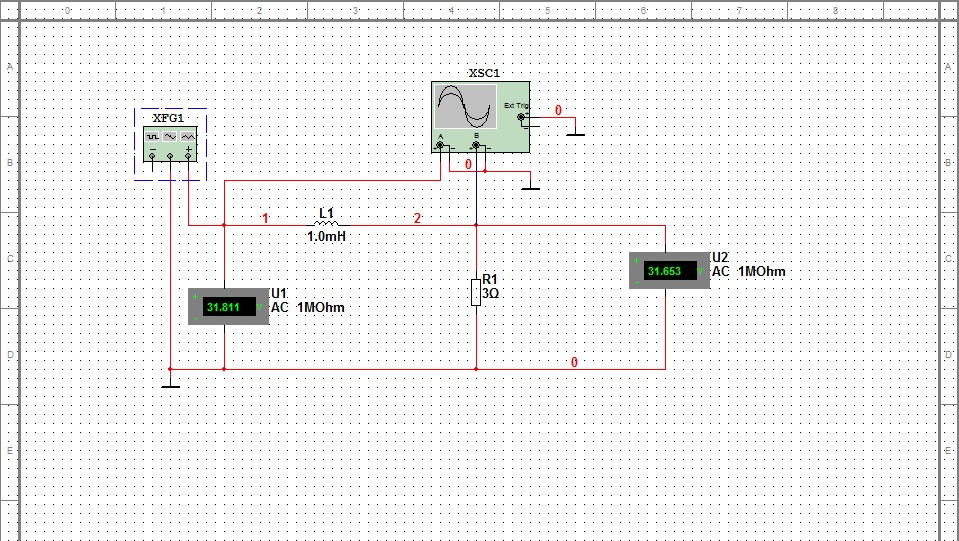 0 1 2 3 4 5 6 7 8
A A
XSC1
Ext Trig
+
0
XFG1
A B
B B
0
1 L1 2
1.0mH
C C
U2
31.653 V AC 1MOhm
R1
3Ω
U1
31.811 V AC 1MOhm
D D
0
E E